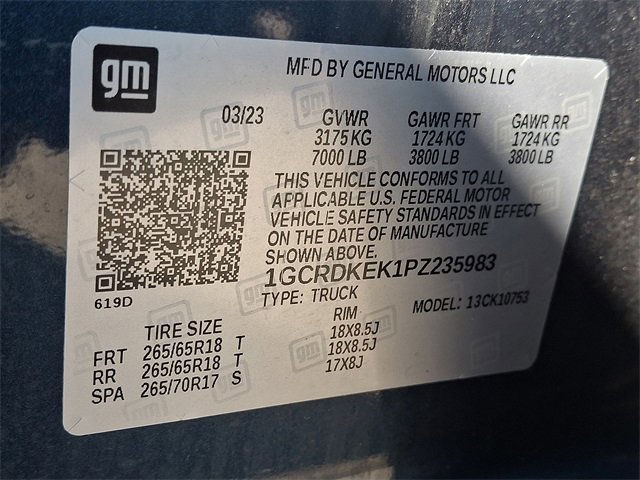 gm
MFD BY GENERAL MOTORS LLC
03/23 GVWR GAWR FRT GAWR RR
3175 KG 1724 KG 1724 KG
7000 LB 3800 LB 3800 LB
THIS VEHICLE CONFORMS TO ALL
APPLICABLE U.S. FEDERAL MOTOR
VEHICLE SAFETY STANDARDS IN EFFECT
ON THE DATE OF MANUFACTURE
SHOWN ABOVE.
1GCRDKEK1PZ235983
619D
TYPE: TRUCK MODEL: 13CK10753
TIRE SIZE RIM
FRT 265/65R18 T 18X8.5J
RR 265/65R18 T 18X8.5J
SPA 265/70R17 S 17X8J